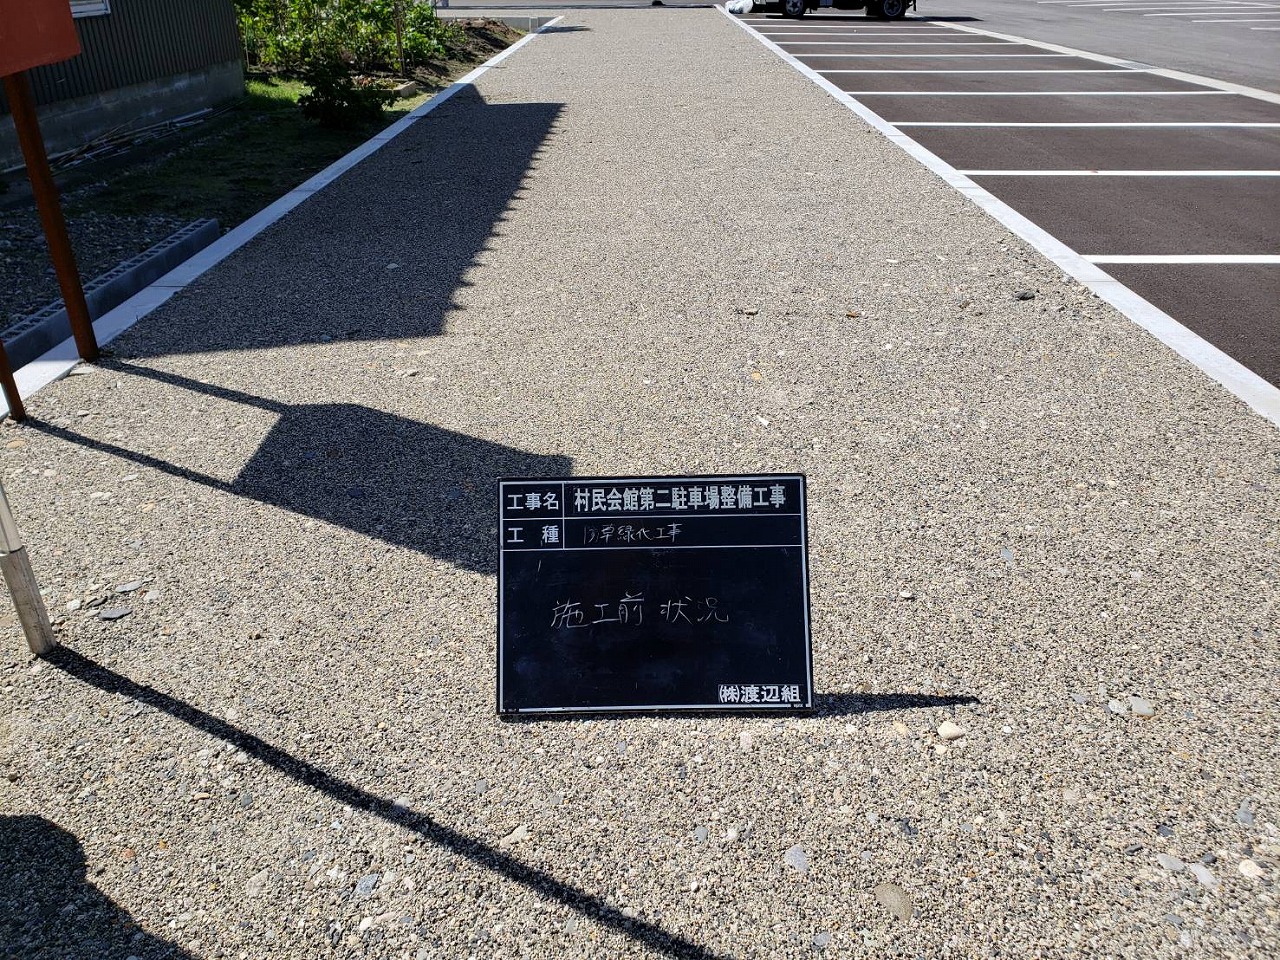 工事名 村民会館第二駐車場整備工事
工種 防草緑化工事
施工前状況
㈱渡辺組